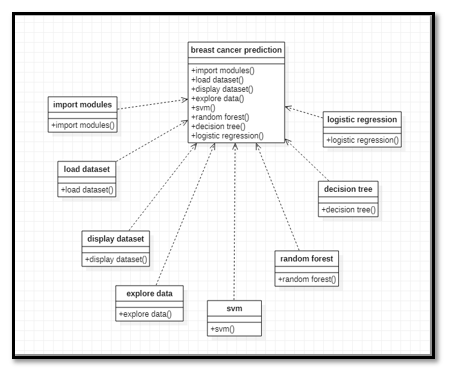 breast cancer prediction
+import modules()
+load dataset()
+display dataset()
+explore data()
+svm()
+random forest()
+decision tree()
+logistic regression()
import modules
+import modules()
logistic regression
+logistic regression()
load dataset
+load dataset()
decision tree
+decision tree()
display dataset
+display dataset()
random forest
+random forest()
explore data
+explore data()
svm
+svm()